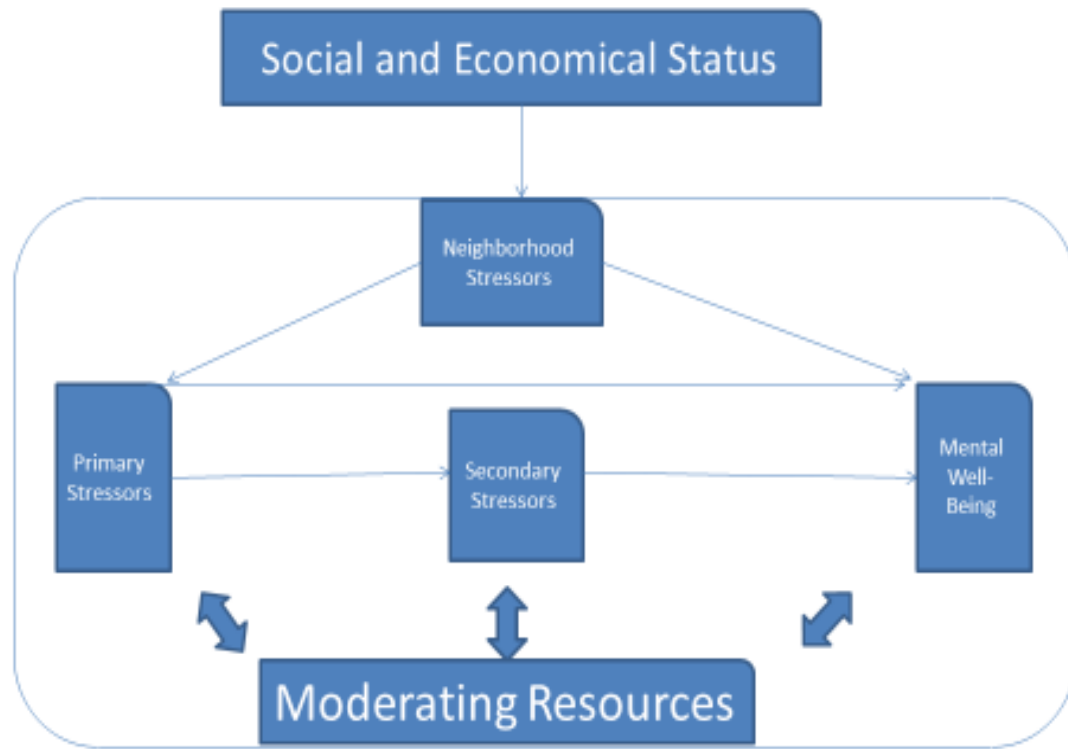 Social and Economical Status
Neighborhood
Stressors
Primary
Stressors
Secondary
Stressors
Mental
Well-
Being
Moderating Resources